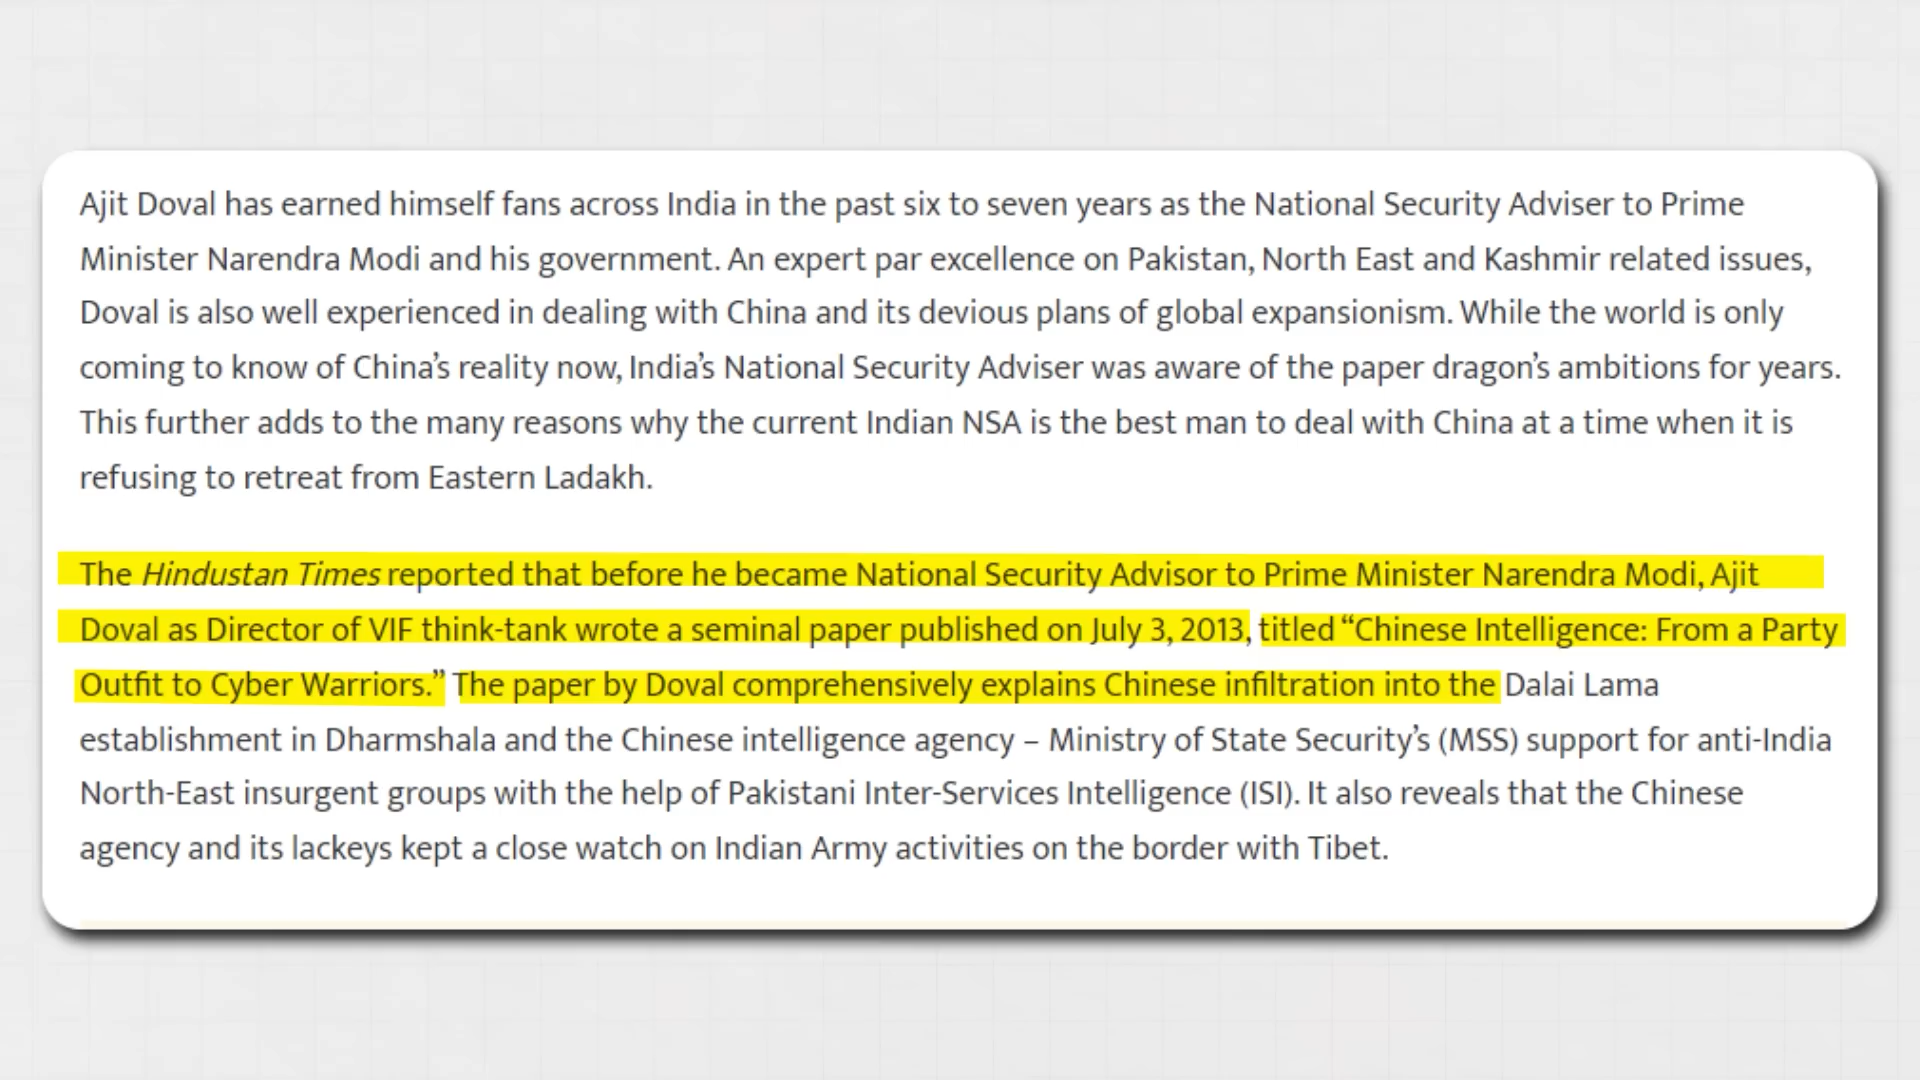 Ajit Doval has earned himself fans across India in the past six to seven years as the National Security Adviser to Prime
Minister Narendra Modi and his government. An expert par excellence on Pakistan, North East and Kashmir related issues,
Doval is also well experienced in dealing with China and its devious plans of global expansionism. While the world is only
coming to know of China’s reality now, India’s National Security Adviser was aware of the paper dragon’s ambitions for years.
This further adds to the many reasons why the current Indian NSA is the best man to deal with China at a time when it is
refusing to retreat from Eastern Ladakh.
The Hindustan Times reported that before he became National Security Advisor to Prime Minister Narendra Modi, Ajit
Doval as Director of VIF think-tank wrote a seminal paper published on July 3, 2013, titled “Chinese Intelligence: From a Party
Outfit to Cyber Warriors.” The paper by Doval comprehensively explains Chinese infiltration into the Dalai Lama
establishment in Dharmshala and the Chinese intelligence agency – Ministry of State Security’s (MSS) support for anti-India
North-East insurgent groups with the help of Pakistani Inter-Services Intelligence (ISI). It also reveals that the Chinese
agency and its lackeys kept a close watch on Indian Army activities on the border with Tibet.